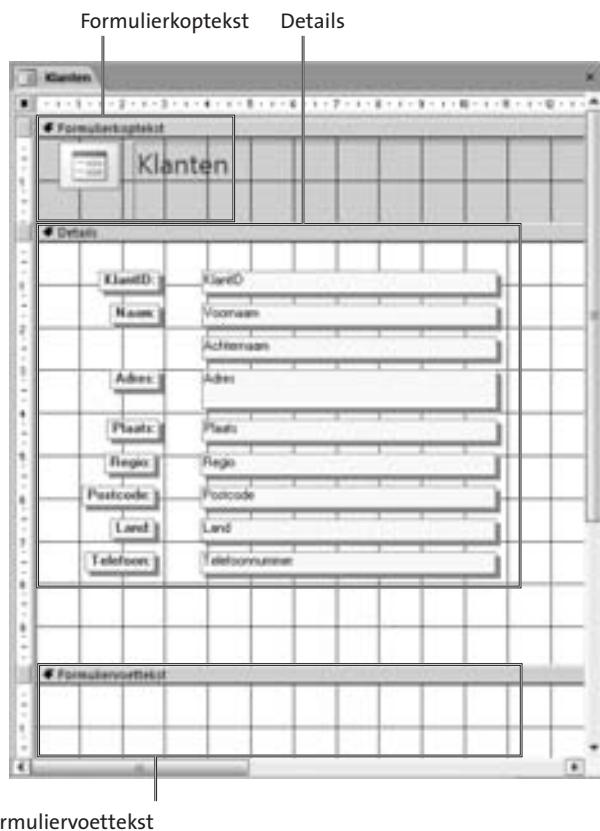 Formulierkoptekst Details
Klanten
Formulierkoptekst
Klanten
Details
KlantID: KlantID
Naam: Voornaam
Achternaam
Adres: Adres
Plaats: Plaats
Regio: Regio
Postcode: Postcode
Land: Land
Telefoon: Telefoonnummer
Formuliervoettekst
rmuliervoettekst